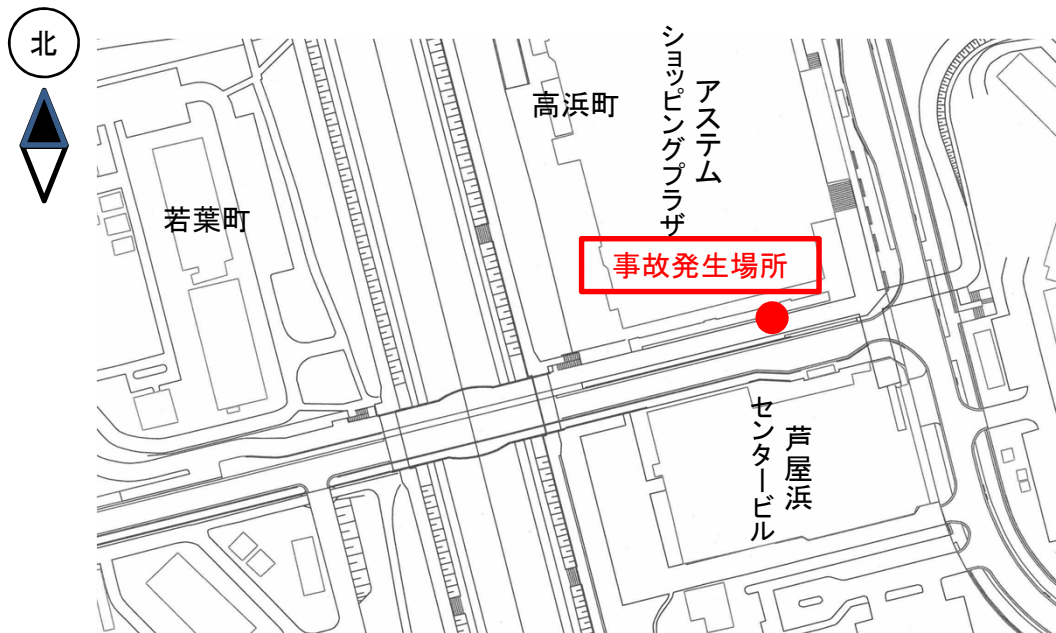 北
高浜町
アステム
ショッピングプラザ
若葉町
事故発生場所
芦屋浜
センタービル